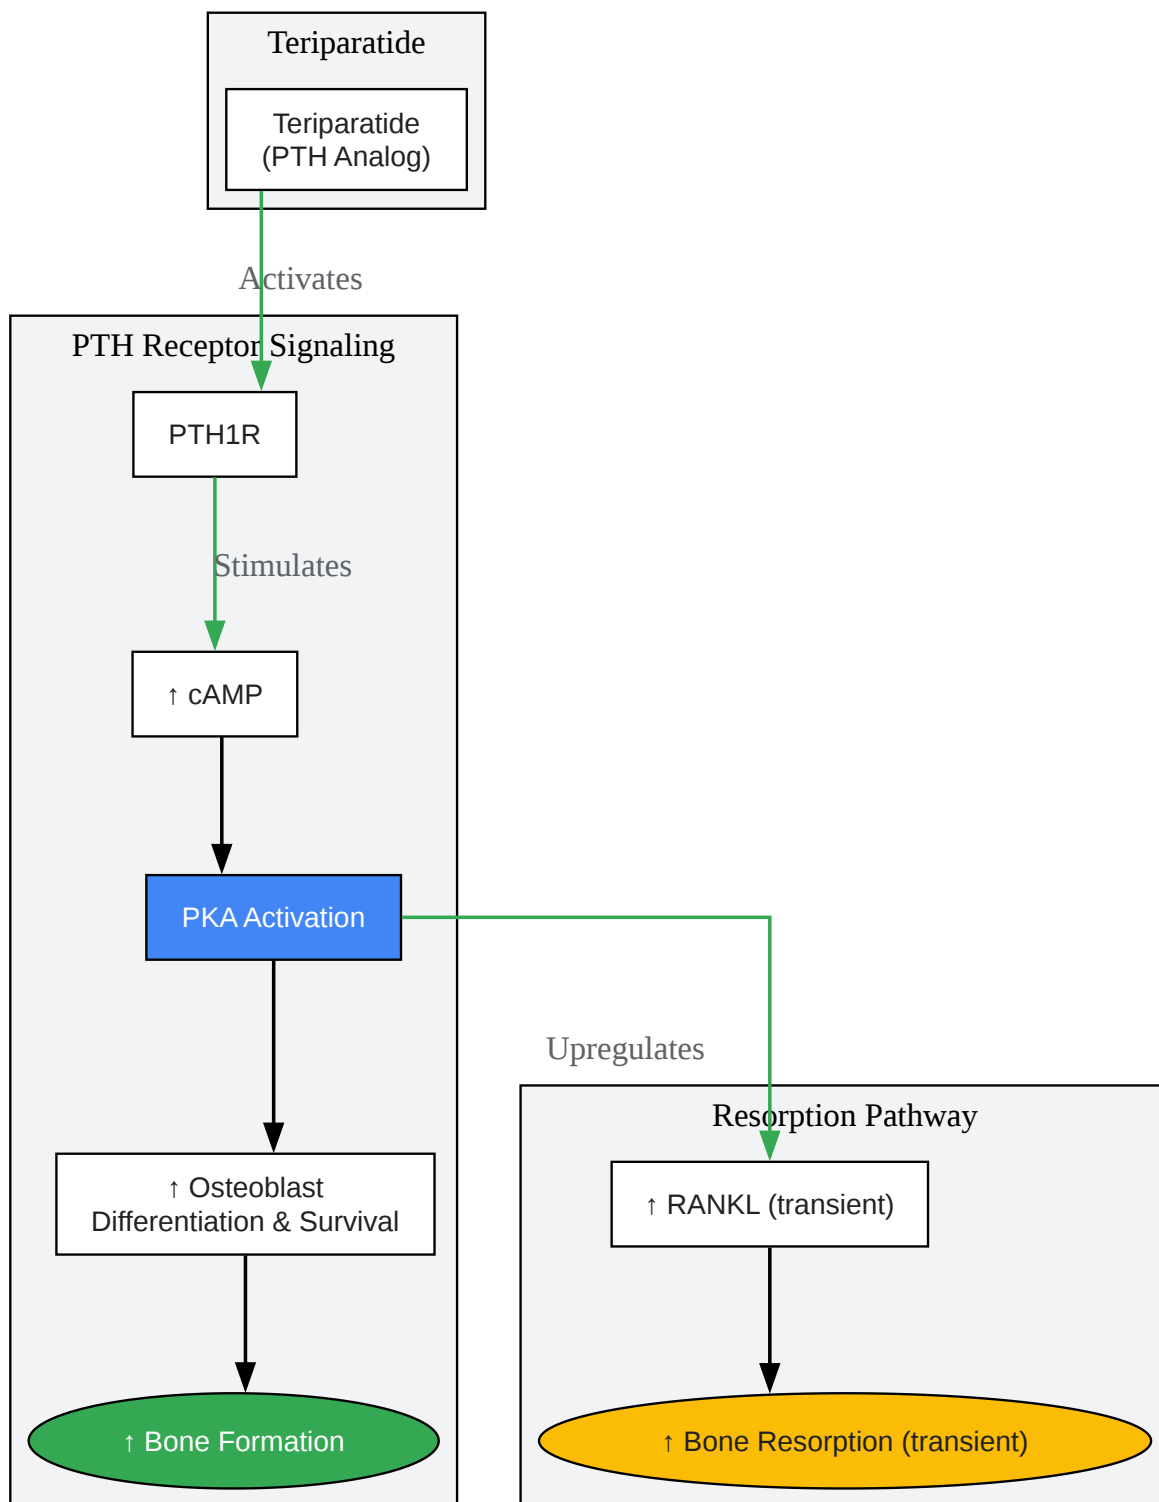 Teriparatide
Teriparatide
(PTH Analog)
Activates
PTH Receptor Signaling
PTH1R
Stimulates
↑ cAMP
PKA Activation
Upregulates
Resorption Pathway
↑ Osteoblast
Differentiation & Survival
↑ RANKL (transient)
↑ Bone Formation
↑ Bone Resorption (transient)